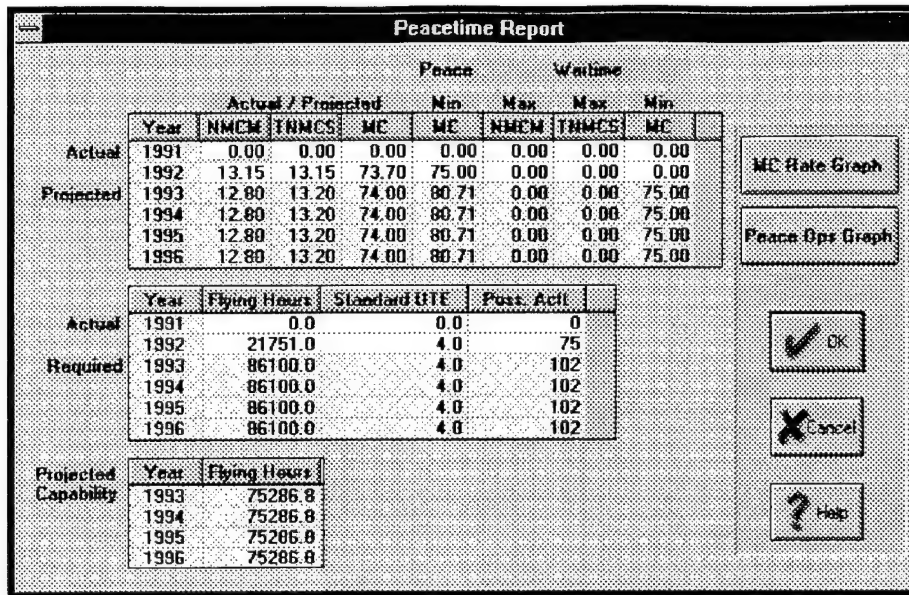 Peacetime Report
Peace Wartime
Actual / Projected Min Max Max Min
Year NMCM TNMCS MC MC NMCM TNMCS MC
Actual 1991 0.00 0.00 0.00 0.00 0.00 0.00 0.00
1992 13.15 13.15 73.70 75.00 0.00 0.00 0.00
Projected 1993 12.80 13.20 74.00 80.71 0.00 0.00 75.00
1994 12.80 13.20 74.00 80.71 0.00 0.00 75.00
1995 12.80 13.20 74.00 80.71 0.00 0.00 75.00
1996 12.80 13.20 74.00 80.71 0.00 0.00 75.00
MC Rate Graph
Peace Ops Graph
Year Flying Hours Standard UTE Poss. Acft
Actual 1991 0.0 0.0 0
1992 21751.0 4.0 75
Required 1993 86100.0 4.0 102
1994 86100.0 4.0 102
1995 86100.0 4.0 102
1996 86100.0 4.0 102
OK
Cancel
Help
Projected Capability
Year Flying Hours
1993 75286.8
1994 75286.8
1995 75286.8
1996 75286.8